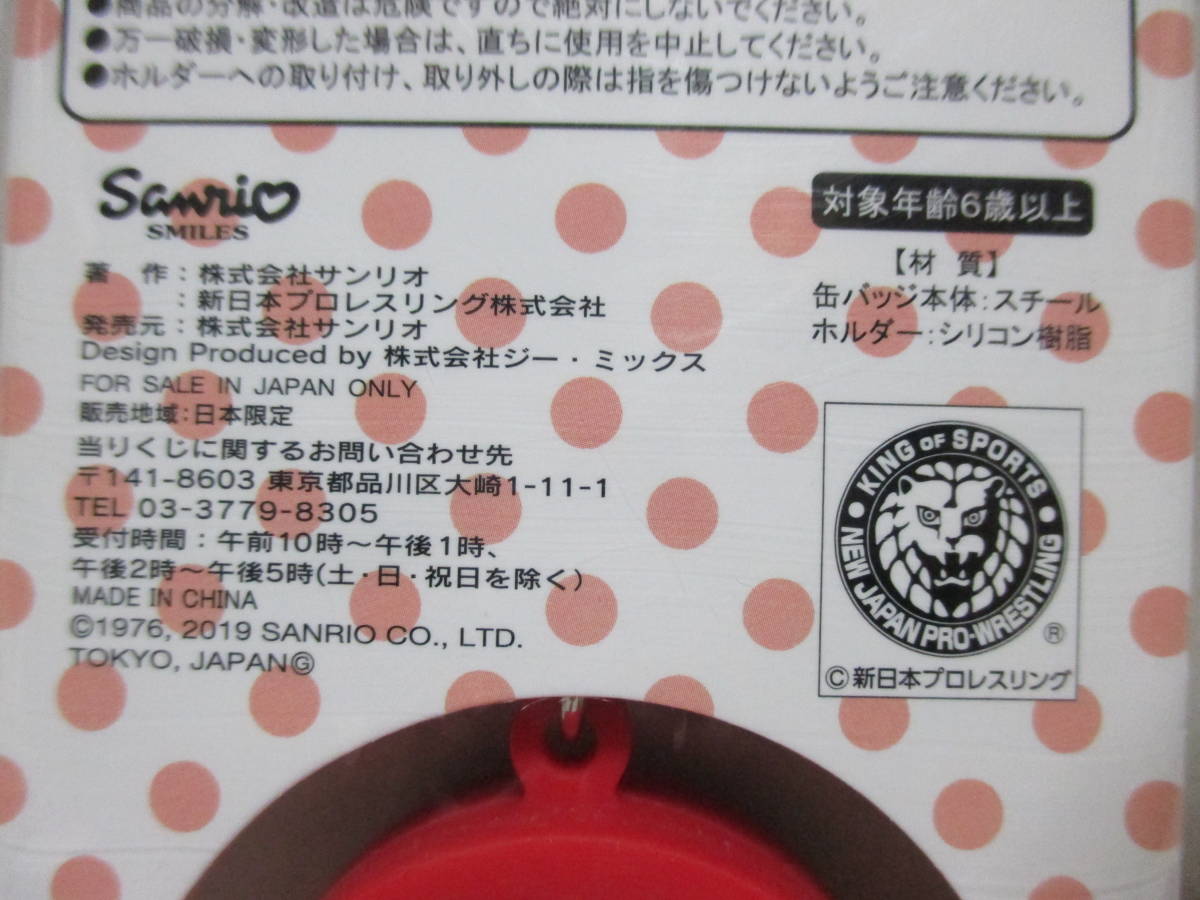 ●商品の分解・改造は危険ですので絶対にしないでください。
●万一破損・変形した場合は、直ちに使用を中止してください。
●ホルダーへの取り付け、取り外しの際は指を傷つけないようご注意ください。
Sanrio
SMILES
著 作：株式会社サンリオ
：新日本プロレスリング株式会社
発売元：株式会社サンリオ
Design Produced by 株式会社ジー・ミックス
FOR SALE IN JAPAN ONLY
販売地域：日本限定
当りくじに関するお問い合わせ先
〒141-8603 東京都品川区大崎1-11-1
TEL 03-3779-8305
受付時間：午前10時～午後1時、
午後2時～午後5時(土・日・祝日を除く)
MADE IN CHINA
©1976, 2019 SANRIO CO., LTD.
TOKYO, JAPAN Ⓖ
対象年齢6歳以上
【材 質】
缶バッジ本体：スチール
ホルダー：シリコン樹脂
KING OF SPORTS
NEW JAPAN PRO-WRESTLING
®
©新日本プロレスリング